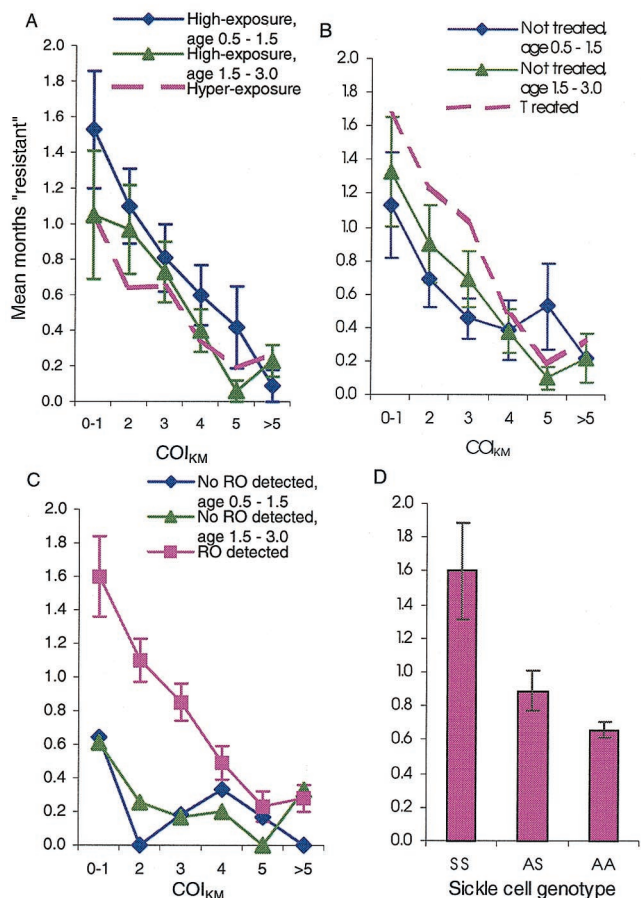 A
High-exposure,
age 0.5 - 1.5
High-exposure,
age 1.5 - 3.0
Hyper-exposure
Mean months "resistant"
2.0
1.8
1.6
1.4
1.2
1.0
0.8
0.6
0.4
0.2
0.0
0-1 2 3 4 5 >5
COI_KM
B
Not treated,
age 0.5 - 1.5
Not treated,
age 1.5 - 3.0
T reated
2.0
1.8
1.6
1.4
1.2
1.0
0.8
0.6
0.4
0.2
0.0
0-1 2 3 4 5 >5
COI_KM
C
No RO detected,
age 0.5 - 1.5
No RO detected,
age 1.5 - 3.0
RO detected
2.0
1.8
1.6
1.4
1.2
1.0
0.8
0.6
0.4
0.2
0.0
0-1 2 3 4 5 >5
COI_KM
D
2.0
1.8
1.6
1.4
1.2
1.0
0.8
0.6
0.4
0.2
0.0
SS AS AA
Sickle cell genotype